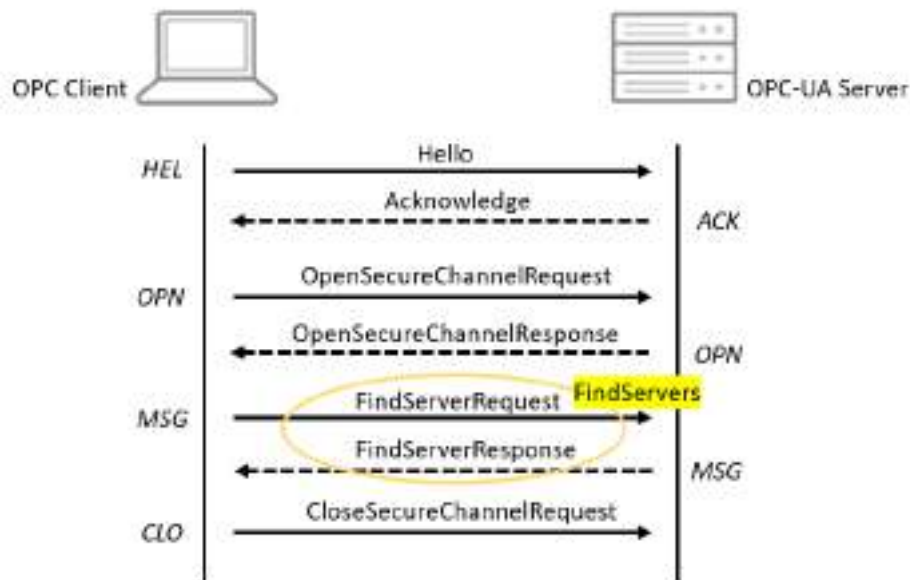 OPC Client
OPC-UA Server
HEL
Hello
Acknowledge
ACK
OPN
OpenSecureChannelRequest
OpenSecureChannelResponse
OPN
MSG
FindServerRequest
FindServers
FindServerResponse
MSG
CLO
CloseSecureChannelRequest